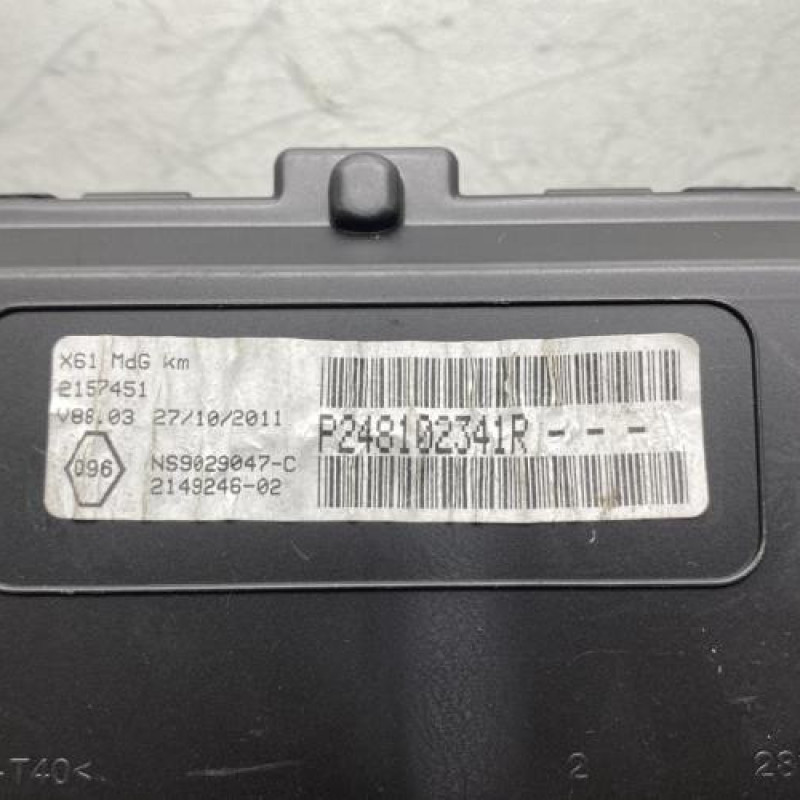 X61 MdG km
2157451
V88.03 27/10/2011
096
NS9029047-C
2149246-02
P248102341R - - -
-T40<
2